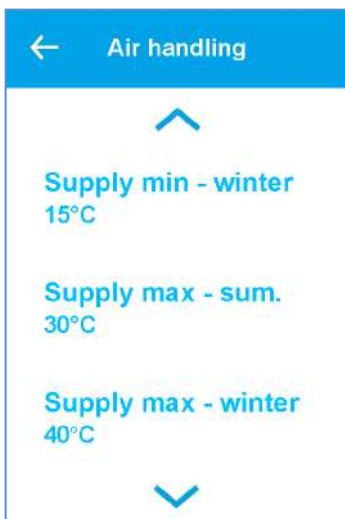 Air handling
Supply min - winter
15°C
Supply max - sum.
30°C
Supply max - winter
40°C